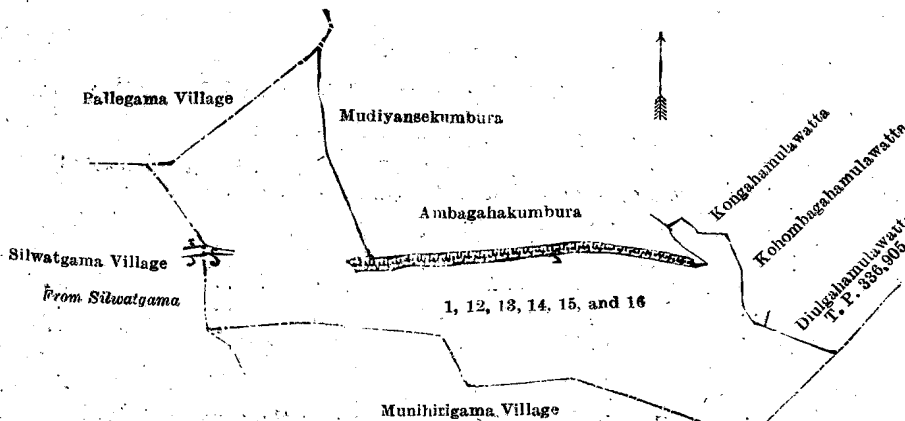 Pallegama Village
Mudiyansekumbura
Kongahamulawatta
Kohombagahamulawatta
Ambagahakumbura
Silwatgama Village
Diulgahamulawatta
T. P. 336,905
From Silwatgama
1, 12, 13, 14, 15, and 16
Munihirigama Village